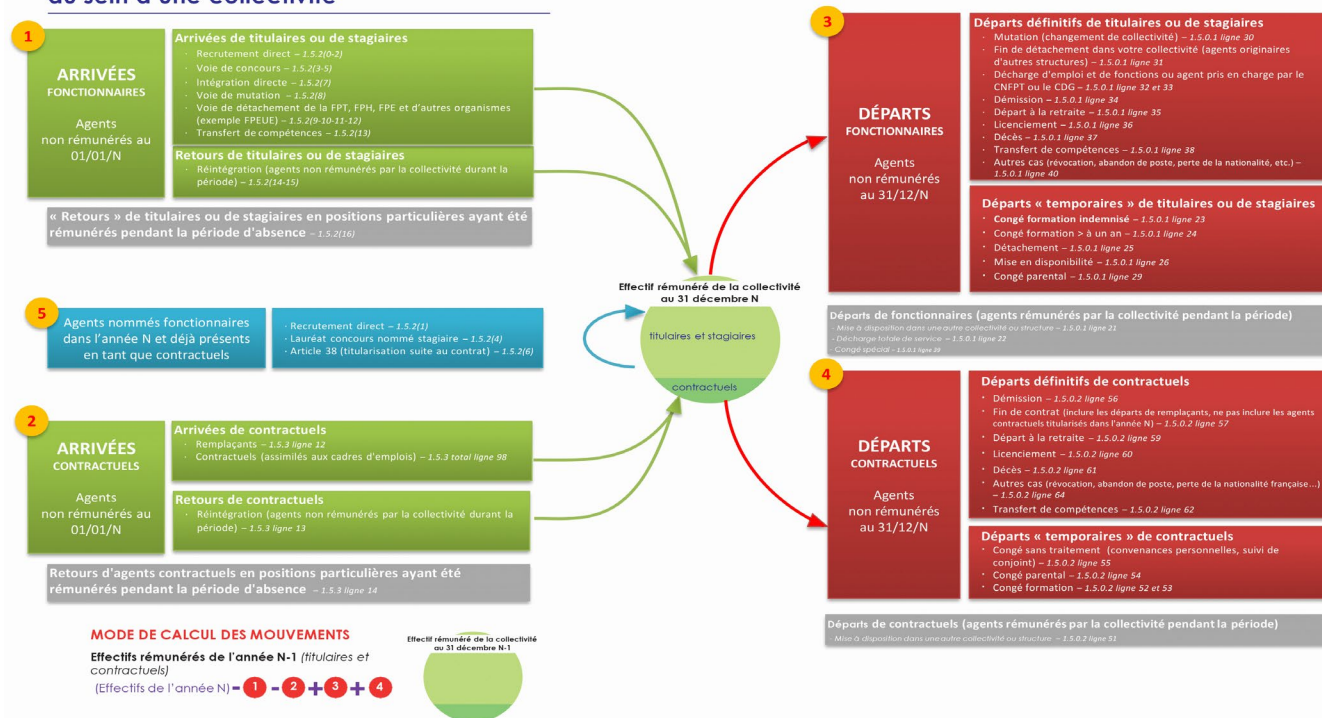 au sein d'une collectivité
1
ARRIVÉES
FONCTIONNAIRES
Agents
non rémunérés au
01/01/N
Arrivées de titulaires ou de stagiaires
· Recrutement direct – 1.5.2(0-2)
· Voie de concours – 1.5.2(3-5)
· Intégration directe – 1.5.2(7)
· Voie de mutation – 1.5.2(8)
· Voie de détachement de la FPT, FPH, FPE et d'autres organismes
(exemple FPEUE) – 1.5.2(9-10-11-12)
· Transfert de compétences – 1.5.2(13)
Retours de titulaires ou de stagiaires
· Réintégration (agents non rémunérés par la collectivité durant la
période) – 1.5.2(14-15)
« Retours » de titulaires ou de stagiaires en positions particulières ayant été
rémunérés pendant la période d'absence – 1.5.2(16)
5
Agents nommés fonctionnaires
dans l'année N et déjà présents
en tant que contractuels
· Recrutement direct – 1.5.2(1)
· Lauréat concours nommé stagiaire – 1.5.2(4)
· Article 38 (titularisation suite au contrat) – 1.5.2(6)
2
ARRIVÉES
CONTRACTUELS
Agents
non rémunérés au
01/01/N
Arrivées de contractuels
· Remplaçants – 1.5.3 ligne 12
· Contractuels (assimilés aux cadres d'emplois) – 1.5.3 total ligne 98
Retours de contractuels
· Réintégration (agents non rémunérés par la collectivité durant la
période) – 1.5.3 ligne 13
Retours d'agents contractuels en positions particulières ayant été
rémunérés pendant la période d'absence – 1.5.3 ligne 14
MODE DE CALCUL DES MOUVEMENTS
Effectifs rémunérés de l'année N-1 (titulaires et
contractuels)
(Effectifs de l'année N) - 1 - 2 + 3 + 4
Effectif rémunéré de la collectivité
au 31 décembre N-1
Effectif rémunéré de la collectivité
au 31 décembre N
titulaires et stagiaires
contractuels
3
DÉPARTS
FONCTIONNAIRES
Agents
non rémunérés
au 31/12/N
Départs définitifs de titulaires ou de stagiaires
· Mutation (changement de collectivité) – 1.5.0.1 ligne 30
· Fin de détachement dans votre collectivité (agents originaires
d'autres structures) – 1.5.0.1 ligne 31
· Décharge d'emploi et de fonctions ou agent pris en charge par le
CNFPT ou le CDG – 1.5.0.1 ligne 32 et 33
· Démission – 1.5.0.1 ligne 34
· Départ à la retraite – 1.5.0.1 ligne 35
· Licenciement – 1.5.0.1 ligne 36
· Décès – 1.5.0.1 ligne 37
· Transfert de compétences – 1.5.0.1 ligne 38
· Autres cas (révocation, abandon de poste, perte de la nationalité, etc.) –
1.5.0.1 ligne 40
Départs « temporaires » de titulaires ou de stagiaires
· Congé formation indemnisé – 1.5.0.1 ligne 23
· Congé formation > à un an – 1.5.0.1 ligne 24
· Détachement – 1.5.0.1 ligne 25
· Mise en disponibilité – 1.5.0.1 ligne 26
· Congé parental – 1.5.0.1 ligne 29
Départs de fonctionnaires (agents rémunérés par la collectivité pendant la période)
- Mise à disposition dans une autre collectivité ou structure – 1.5.0.1 ligne 21
- Décharge totale de service – 1.5.0.1 ligne 22
- Congé spécial – 1.5.0.1 ligne 20
4
DÉPARTS
CONTRACTUELS
Agents
non rémunérés
au 31/12/N
Départs définitifs de contractuels
· Démission – 1.5.0.2 ligne 56
· Fin de contrat (inclure les départs de remplaçants, ne pas inclure les agents
contractuels titularisés dans l'année N) – 1.5.0.2 ligne 57
· Départ à la retraite – 1.5.0.2 ligne 59
· Licenciement – 1.5.0.2 ligne 60
· Décès – 1.5.0.2 ligne 61
· Autres cas (révocation, abandon de poste, perte de la nationalité française...)
– 1.5.0.2 ligne 64
· Transfert de compétences – 1.5.0.2 ligne 62
Départs « temporaires » de contractuels
· Congé sans traitement (convenances personnelles, suivi de
conjoint) – 1.5.0.2 ligne 55
· Congé parental – 1.5.0.2 ligne 54
· Congé formation – 1.5.0.2 ligne 52 et 53
Départs de contractuels (agents rémunérés par la collectivité pendant la période)
- Mise à disposition dans une autre collectivité ou structure – 1.5.0.2 ligne 51